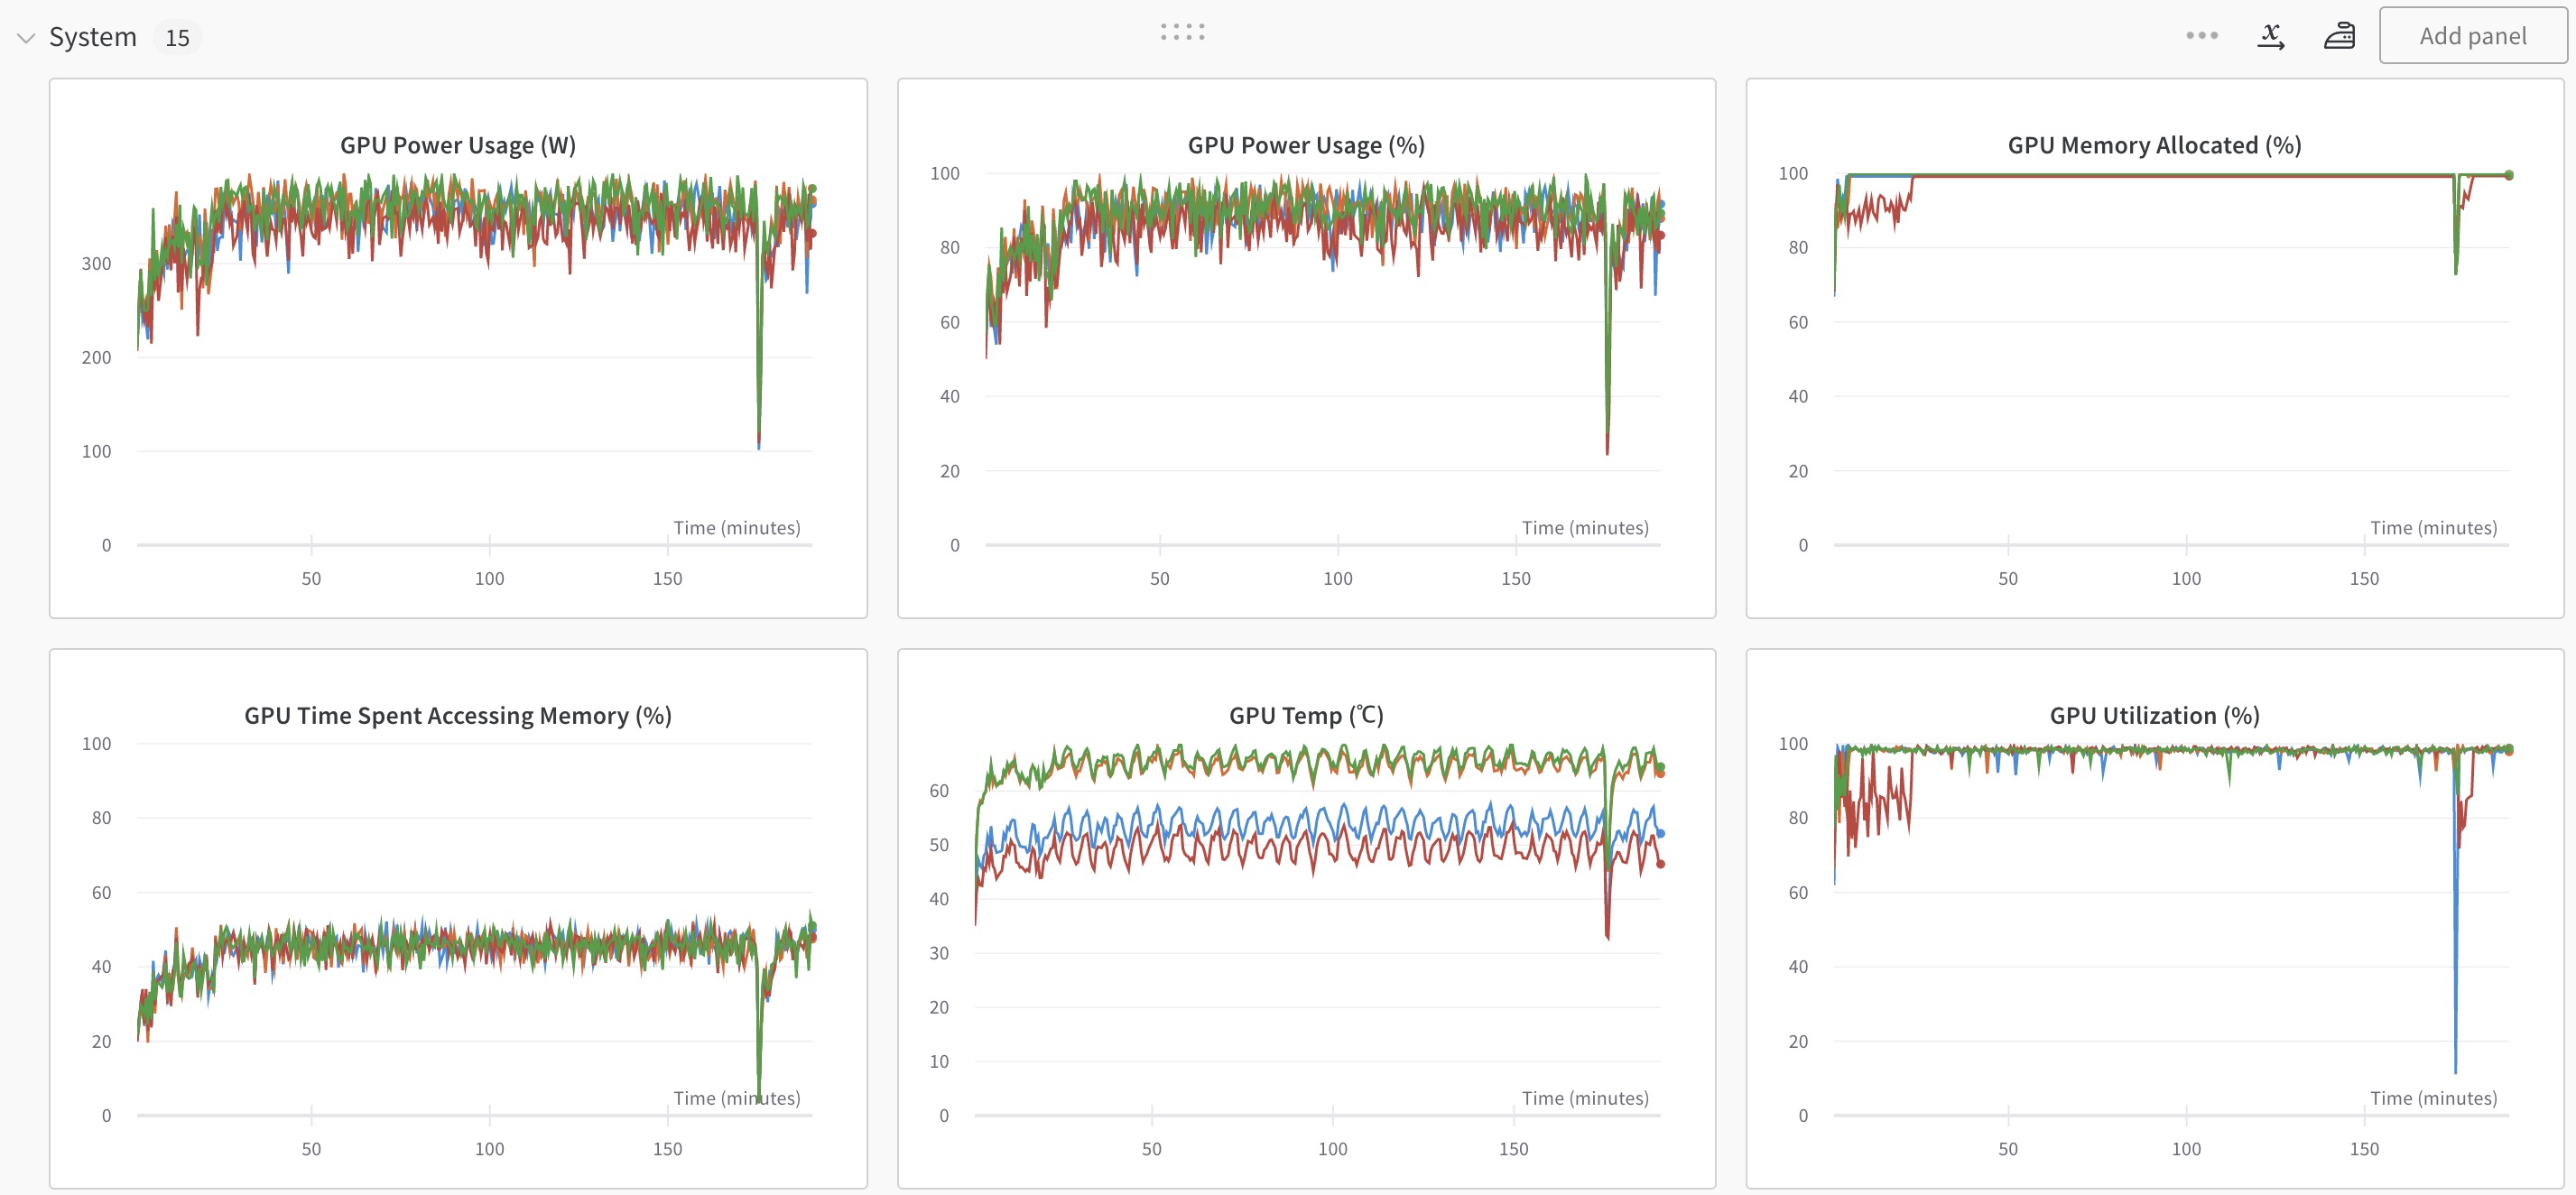 System 15
Add panel
GPU Power Usage (W)
300
200
100
0
Time (minutes)
50 100 150
GPU Power Usage (%)
100
80
60
40
20
0
Time (minutes)
50 100 150
GPU Memory Allocated (%)
100
80
60
40
20
0
Time (minutes)
50 100 150
GPU Time Spent Accessing Memory (%)
100
80
60
40
20
0
Time (minutes)
50 100 150
GPU Temp (℃)
60
50
40
30
20
10
0
Time (minutes)
50 100 150
GPU Utilization (%)
100
80
60
40
20
0
Time (minutes)
50 100 150